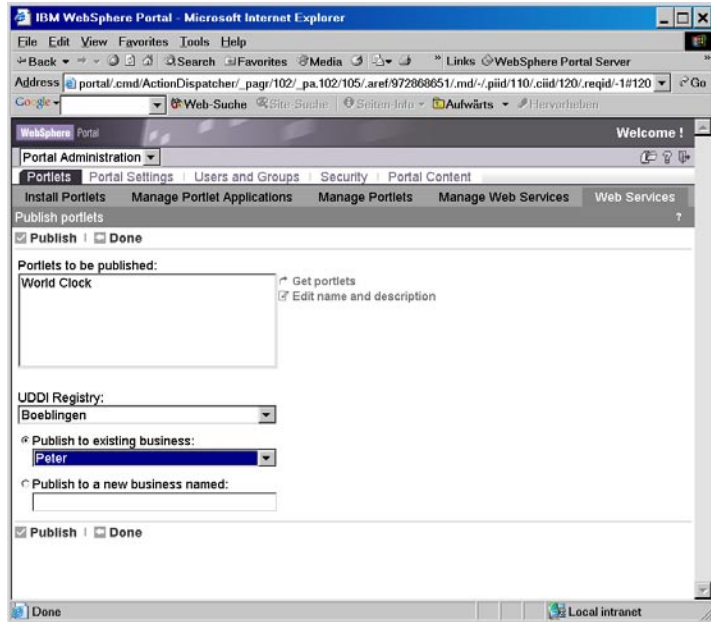 IBM WebSphere Portal - Microsoft Internet Explorer
File Edit View Favorites Tools Help
Back Search Favorites Media » Links WebSphere Portal Server »
Address portal/.cmd/ActionDispatcher/_pagr/102/_pa.102/105/.aref/972868651/.md/-/.piid/110/.ciid/120/.reqid/-1#120 Go
Google Web-Suche Site-Suche Seiten-Info Aufwärts Hervorheben
WebSphere Portal Welcome !
Portal Administration ?
Portlets Portal Settings Users and Groups Security Portal Content
Install Portlets Manage Portlet Applications Manage Portlets Manage Web Services Web Services
Publish portlets ?
Publish Done
Portlets to be published:
World Clock
Get portlets
Edit name and description
UDDI Registry:
Boeblingen
Publish to existing business:
Peter
Publish to a new business named:
Publish Done
Done Local intranet